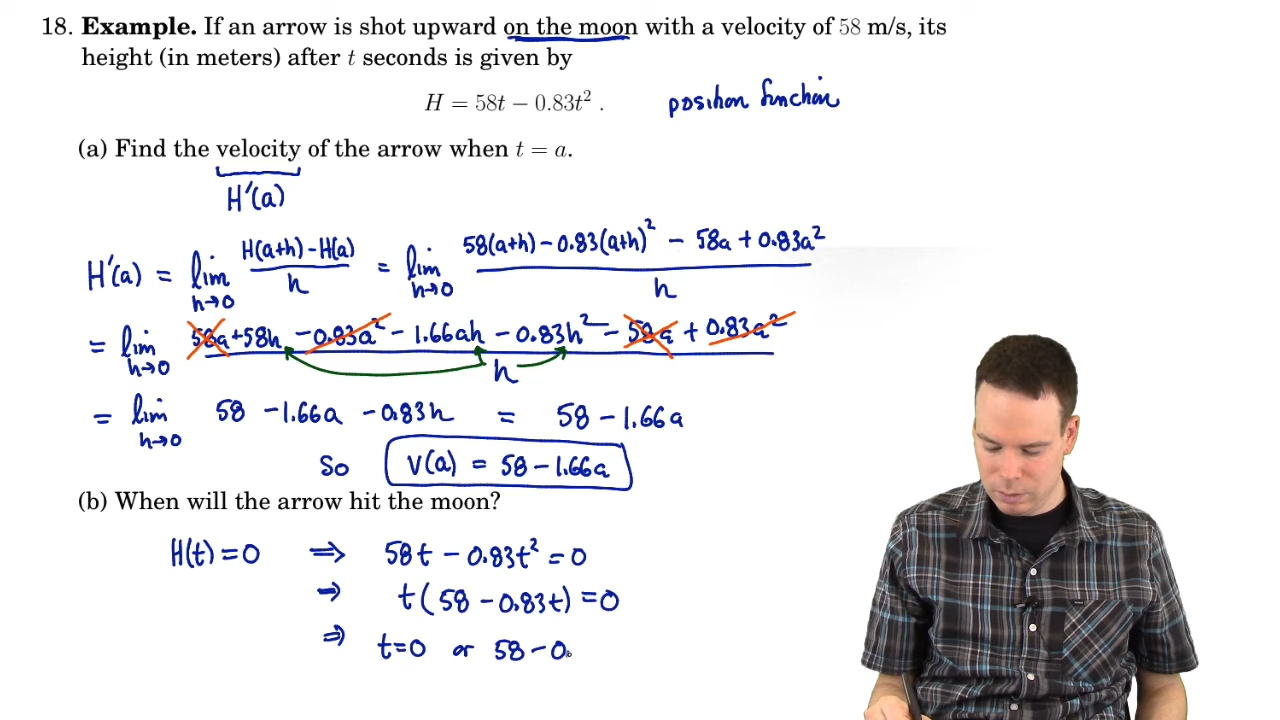 18. Example. If an arrow is shot upward on the moon with a velocity of 58 m/s, its
height (in meters) after t seconds is given by
H = 58t − 0.83t² . position function
(a) Find the velocity of the arrow when t = a.
H'(a)
H'(a) = lim h→0 H(a+h) − H(a) / h = lim h→0 58(a+h) − 0.83(a+h)² − 58a + 0.83a² / h
= lim h→0 58a + 58h − 0.83a² − 1.66ah − 0.83h² − 58a + 0.83a² / h
= lim h→0 58 − 1.66a − 0.83h = 58 − 1.66a
So v(a) = 58 − 1.66a
(b) When will the arrow hit the moon?
H(t) = 0 ⇒ 58t − 0.83t² = 0
⇒ t(58 − 0.83t) = 0
⇒ t=0 or 58 − 0.